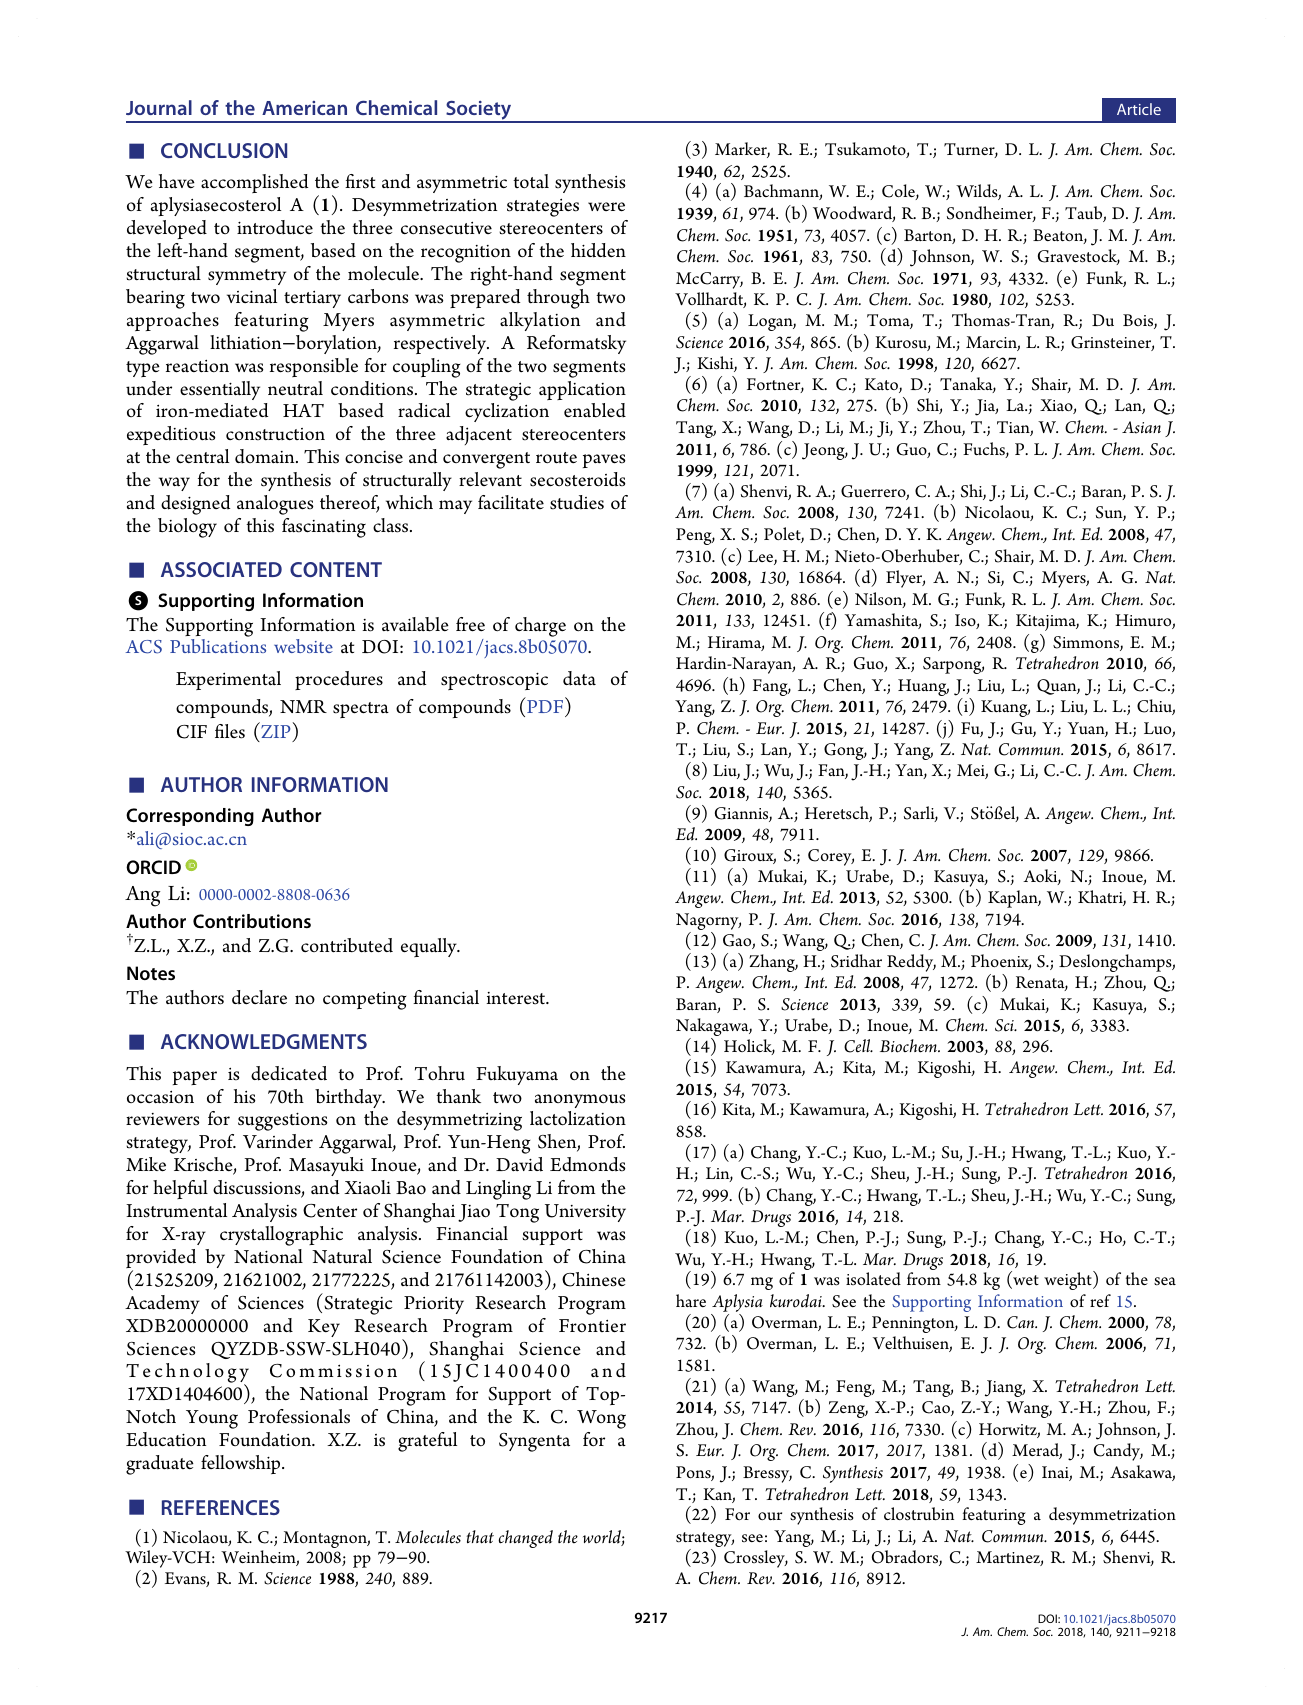 Journal of the American Chemical Society
Article
■ CONCLUSION
We have accomplished the first and asymmetric total synthesis
of aplysiasecosterol A (1). Desymmetrization strategies were
developed to introduce the three consecutive stereocenters of
the left-hand segment, based on the recognition of the hidden
structural symmetry of the molecule. The right-hand segment
bearing two vicinal tertiary carbons was prepared through two
approaches featuring Myers asymmetric alkylation and
Aggarwal lithiation−borylation, respectively. A Reformatsky
type reaction was responsible for coupling of the two segments
under essentially neutral conditions. The strategic application
of iron-mediated HAT based radical cyclization enabled
expeditious construction of the three adjacent stereocenters
at the central domain. This concise and convergent route paves
the way for the synthesis of structurally relevant secosteroids
and designed analogues thereof, which may facilitate studies of
the biology of this fascinating class.
■ ASSOCIATED CONTENT
S Supporting Information
The Supporting Information is available free of charge on the
ACS Publications website at DOI: 10.1021/jacs.8b05070.
Experimental procedures and spectroscopic data of
compounds, NMR spectra of compounds (PDF)
CIF files (ZIP)
■ AUTHOR INFORMATION
Corresponding Author
*ali@sioc.ac.cn
ORCID iD
Ang Li: 0000-0002-8808-0636
Author Contributions
†Z.L., X.Z., and Z.G. contributed equally.
Notes
The authors declare no competing financial interest.
■ ACKNOWLEDGMENTS
This paper is dedicated to Prof. Tohru Fukuyama on the
occasion of his 70th birthday. We thank two anonymous
reviewers for suggestions on the desymmetrizing lactolization
strategy, Prof. Varinder Aggarwal, Prof. Yun-Heng Shen, Prof.
Mike Krische, Prof. Masayuki Inoue, and Dr. David Edmonds
for helpful discussions, and Xiaoli Bao and Lingling Li from the
Instrumental Analysis Center of Shanghai Jiao Tong University
for X-ray crystallographic analysis. Financial support was
provided by National Natural Science Foundation of China
(21525209, 21621002, 21772225, and 21761142003), Chinese
Academy of Sciences (Strategic Priority Research Program
XDB20000000 and Key Research Program of Frontier
Sciences QYZDB-SSW-SLH040), Shanghai Science and
Technology Commission (15JC1400400 and
17XD1404600), the National Program for Support of Top-
Notch Young Professionals of China, and the K. C. Wong
Education Foundation. X.Z. is grateful to Syngenta for a
graduate fellowship.
■ REFERENCES
(1) Nicolaou, K. C.; Montagnon, T. Molecules that changed the world;
Wiley-VCH: Weinheim, 2008; pp 79−90.
(2) Evans, R. M. Science 1988, 240, 889.
(3) Marker, R. E.; Tsukamoto, T.; Turner, D. L. J. Am. Chem. Soc.
1940, 62, 2525.
(4) (a) Bachmann, W. E.; Cole, W.; Wilds, A. L. J. Am. Chem. Soc.
1939, 61, 974. (b) Woodward, R. B.; Sondheimer, F.; Taub, D. J. Am.
Chem. Soc. 1951, 73, 4057. (c) Barton, D. H. R.; Beaton, J. M. J. Am.
Chem. Soc. 1961, 83, 750. (d) Johnson, W. S.; Gravestock, M. B.;
McCarry, B. E. J. Am. Chem. Soc. 1971, 93, 4332. (e) Funk, R. L.;
Vollhardt, K. P. C. J. Am. Chem. Soc. 1980, 102, 5253.
(5) (a) Logan, M. M.; Toma, T.; Thomas-Tran, R.; Du Bois, J.
Science 2016, 354, 865. (b) Kurosu, M.; Marcin, L. R.; Grinsteiner, T.
J.; Kishi, Y. J. Am. Chem. Soc. 1998, 120, 6627.
(6) (a) Fortner, K. C.; Kato, D.; Tanaka, Y.; Shair, M. D. J. Am.
Chem. Soc. 2010, 132, 275. (b) Shi, Y.; Jia, La.; Xiao, Q.; Lan, Q.;
Tang, X.; Wang, D.; Li, M.; Ji, Y.; Zhou, T.; Tian, W. Chem. - Asian J.
2011, 6, 786. (c) Jeong, J. U.; Guo, C.; Fuchs, P. L. J. Am. Chem. Soc.
1999, 121, 2071.
(7) (a) Shenvi, R. A.; Guerrero, C. A.; Shi, J.; Li, C.-C.; Baran, P. S. J.
Am. Chem. Soc. 2008, 130, 7241. (b) Nicolaou, K. C.; Sun, Y. P.;
Peng, X. S.; Polet, D.; Chen, D. Y. K. Angew. Chem., Int. Ed. 2008, 47,
7310. (c) Lee, H. M.; Nieto-Oberhuber, C.; Shair, M. D. J. Am. Chem.
Soc. 2008, 130, 16864. (d) Flyer, A. N.; Si, C.; Myers, A. G. Nat.
Chem. 2010, 2, 886. (e) Nilson, M. G.; Funk, R. L. J. Am. Chem. Soc.
2011, 133, 12451. (f) Yamashita, S.; Iso, K.; Kitajima, K.; Himuro,
M.; Hirama, M. J. Org. Chem. 2011, 76, 2408. (g) Simmons, E. M.;
Hardin-Narayan, A. R.; Guo, X.; Sarpong, R. Tetrahedron 2010, 66,
4696. (h) Fang, L.; Chen, Y.; Huang, J.; Liu, L.; Quan, J.; Li, C.-C.;
Yang, Z. J. Org. Chem. 2011, 76, 2479. (i) Kuang, L.; Liu, L. L.; Chiu,
P. Chem. - Eur. J. 2015, 21, 14287. (j) Fu, J.; Gu, Y.; Yuan, H.; Luo,
T.; Liu, S.; Lan, Y.; Gong, J.; Yang, Z. Nat. Commun. 2015, 6, 8617.
(8) Liu, J.; Wu, J.; Fan, J.-H.; Yan, X.; Mei, G.; Li, C.-C. J. Am. Chem.
Soc. 2018, 140, 5365.
(9) Giannis, A.; Heretsch, P.; Sarli, V.; Stößel, A. Angew. Chem., Int.
Ed. 2009, 48, 7911.
(10) Giroux, S.; Corey, E. J. J. Am. Chem. Soc. 2007, 129, 9866.
(11) (a) Mukai, K.; Urabe, D.; Kasuya, S.; Aoki, N.; Inoue, M.
Angew. Chem., Int. Ed. 2013, 52, 5300. (b) Kaplan, W.; Khatri, H. R.;
Nagorny, P. J. Am. Chem. Soc. 2016, 138, 7194.
(12) Gao, S.; Wang, Q.; Chen, C. J. Am. Chem. Soc. 2009, 131, 1410.
(13) (a) Zhang, H.; Sridhar Reddy, M.; Phoenix, S.; Deslongchamps,
P. Angew. Chem., Int. Ed. 2008, 47, 1272. (b) Renata, H.; Zhou, Q.;
Baran, P. S. Science 2013, 339, 59. (c) Mukai, K.; Kasuya, S.;
Nakagawa, Y.; Urabe, D.; Inoue, M. Chem. Sci. 2015, 6, 3383.
(14) Holick, M. F. J. Cell. Biochem. 2003, 88, 296.
(15) Kawamura, A.; Kita, M.; Kigoshi, H. Angew. Chem., Int. Ed.
2015, 54, 7073.
(16) Kita, M.; Kawamura, A.; Kigoshi, H. Tetrahedron Lett. 2016, 57,
858.
(17) (a) Chang, Y.-C.; Kuo, L.-M.; Su, J.-H.; Hwang, T.-L.; Kuo, Y.-
H.; Lin, C.-S.; Wu, Y.-C.; Sheu, J.-H.; Sung, P.-J. Tetrahedron 2016,
72, 999. (b) Chang, Y.-C.; Hwang, T.-L.; Sheu, J.-H.; Wu, Y.-C.; Sung,
P.-J. Mar. Drugs 2016, 14, 218.
(18) Kuo, L.-M.; Chen, P.-J.; Sung, P.-J.; Chang, Y.-C.; Ho, C.-T.;
Wu, Y.-H.; Hwang, T.-L. Mar. Drugs 2018, 16, 19.
(19) 6.7 mg of 1 was isolated from 54.8 kg (wet weight) of the sea
hare Aplysia kurodai. See the Supporting Information of ref 15.
(20) (a) Overman, L. E.; Pennington, L. D. Can. J. Chem. 2000, 78,
732. (b) Overman, L. E.; Velthuisen, E. J. J. Org. Chem. 2006, 71,
1581.
(21) (a) Wang, M.; Feng, M.; Tang, B.; Jiang, X. Tetrahedron Lett.
2014, 55, 7147. (b) Zeng, X.-P.; Cao, Z.-Y.; Wang, Y.-H.; Zhou, F.;
Zhou, J. Chem. Rev. 2016, 116, 7330. (c) Horwitz, M. A.; Johnson, J.
S. Eur. J. Org. Chem. 2017, 2017, 1381. (d) Merad, J.; Candy, M.;
Pons, J.; Bressy, C. Synthesis 2017, 49, 1938. (e) Inai, M.; Asakawa,
T.; Kan, T. Tetrahedron Lett. 2018, 59, 1343.
(22) For our synthesis of clostrubin featuring a desymmetrization
strategy, see: Yang, M.; Li, J.; Li, A. Nat. Commun. 2015, 6, 6445.
(23) Crossley, S. W. M.; Obradors, C.; Martinez, R. M.; Shenvi, R.
A. Chem. Rev. 2016, 116, 8912.
9217
DOI: 10.1021/jacs.8b05070
J. Am. Chem. Soc. 2018, 140, 9211−9218